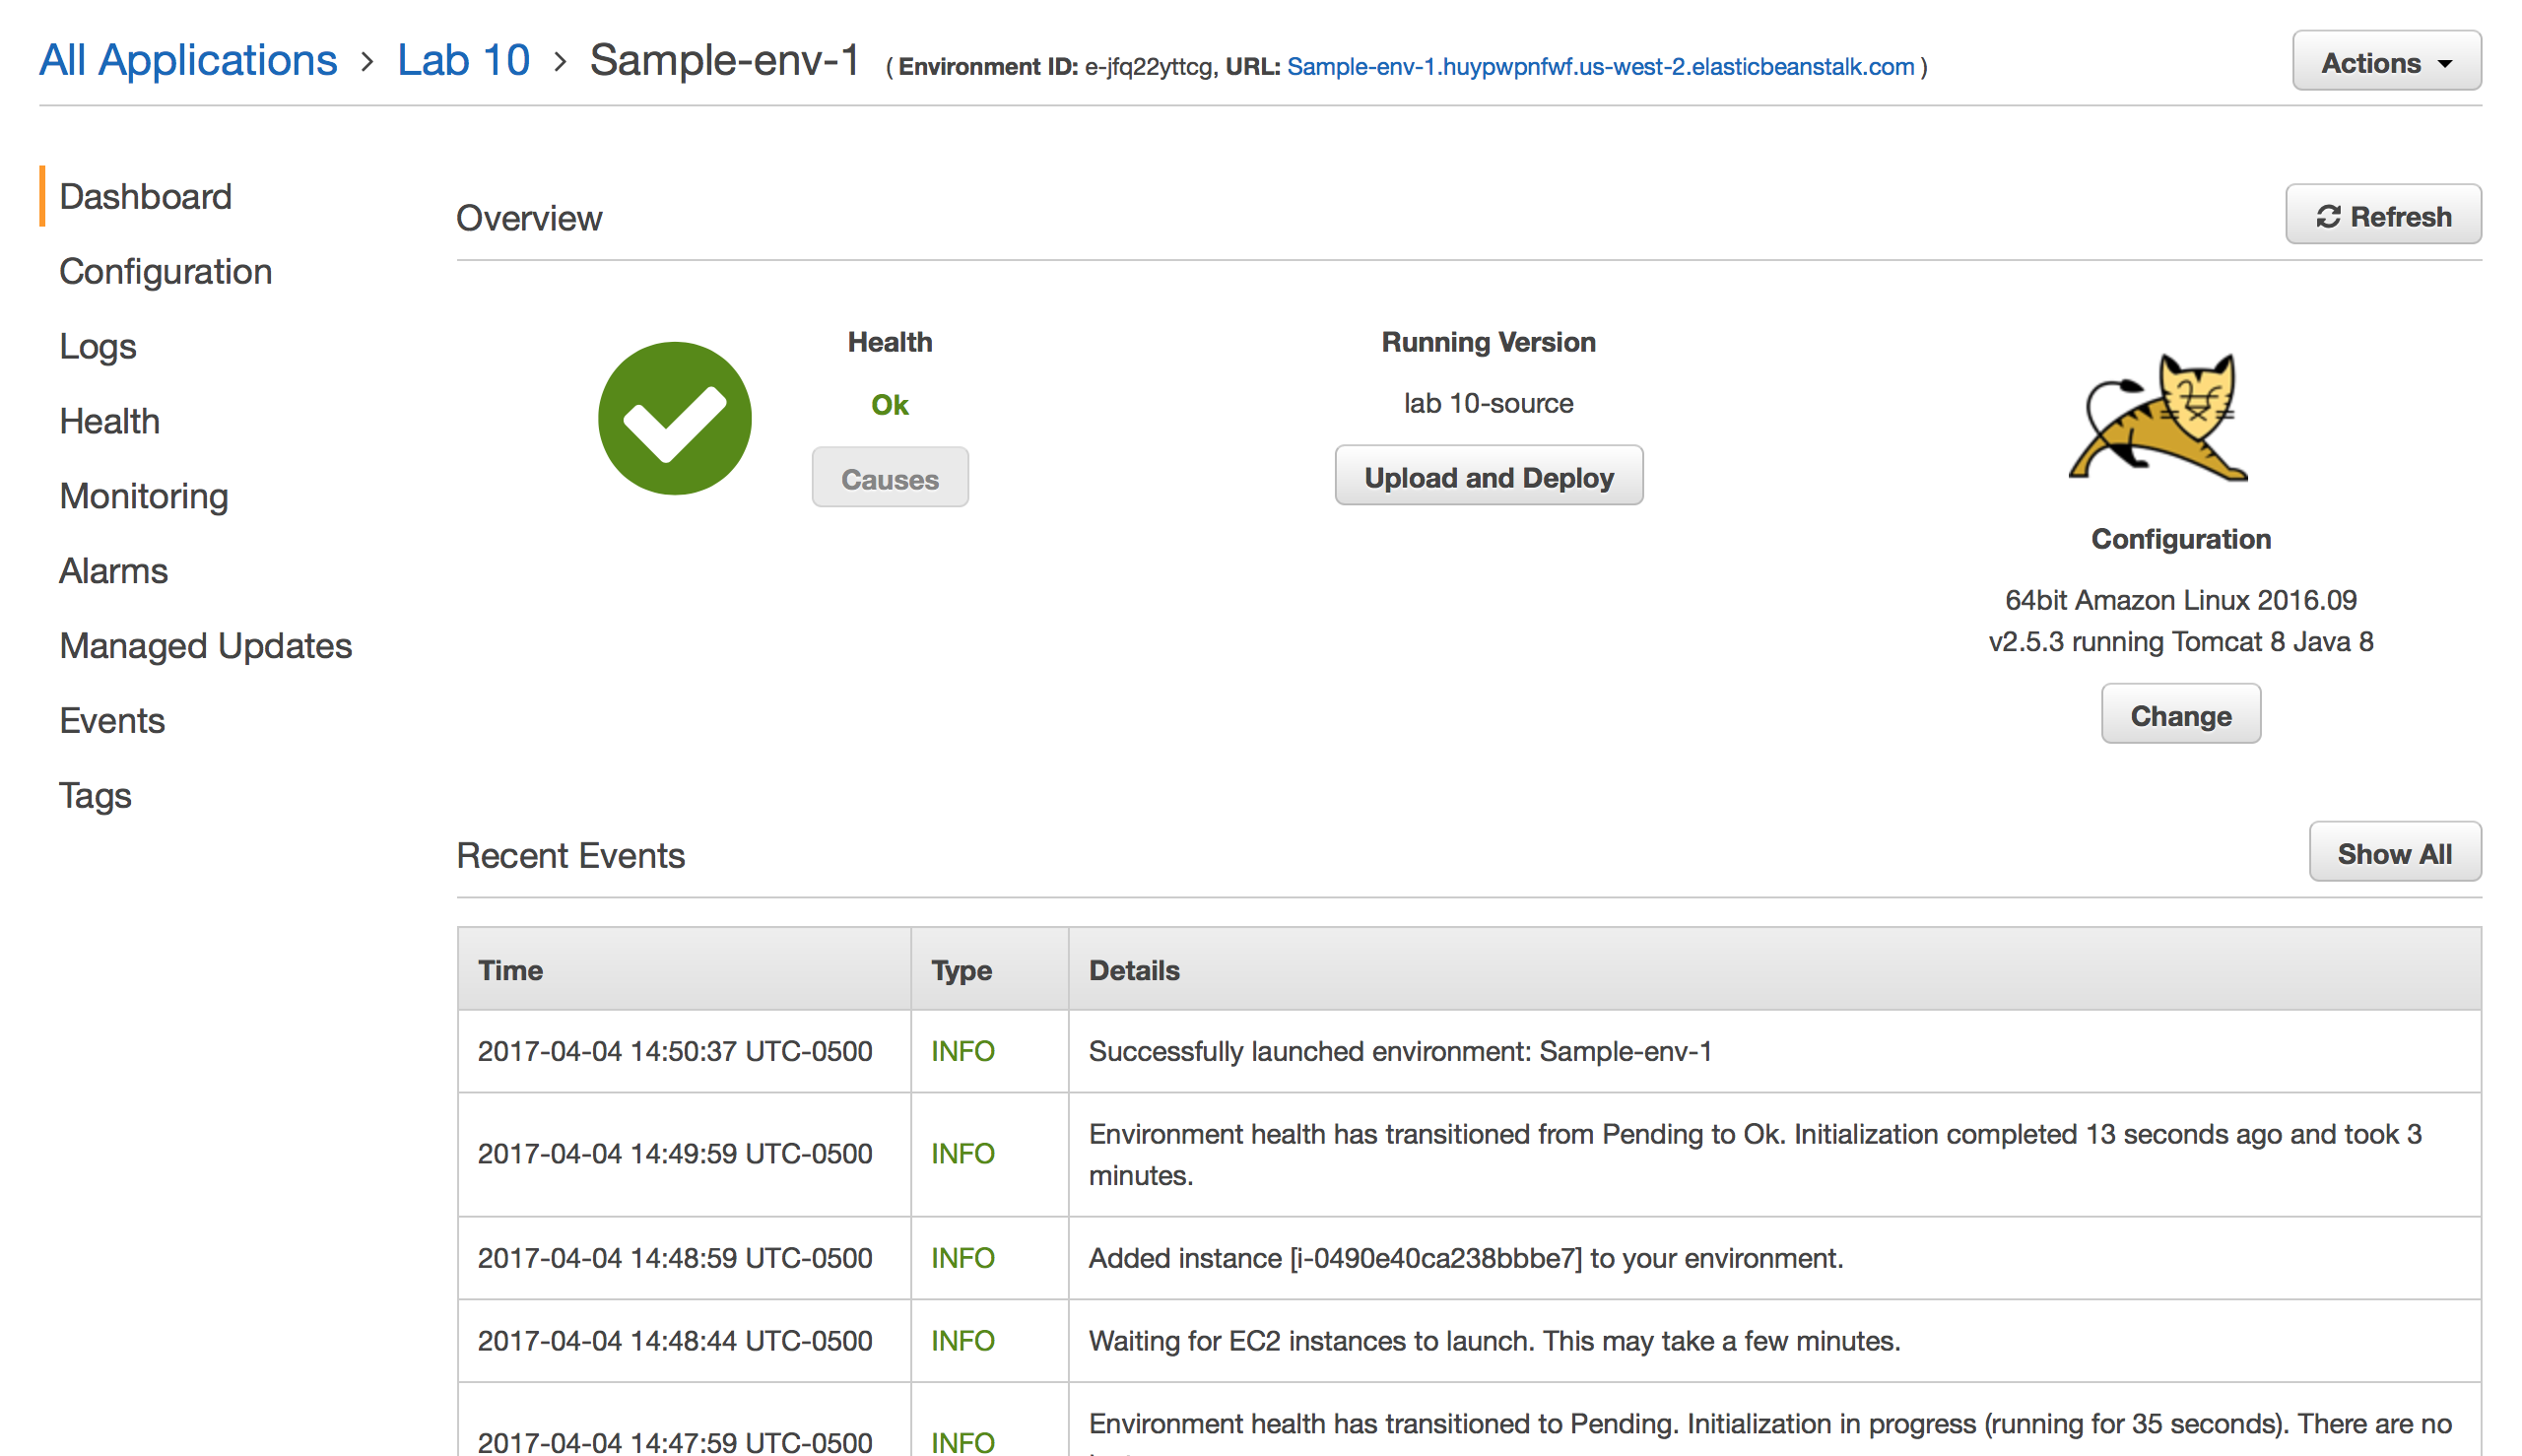 All Applications › Lab 10 › Sample-env-1 ( Environment ID: e-jfq22yttcg, URL: Sample-env-1.huypwpnfwf.us-west-2.elasticbeanstalk.com )
Actions
Dashboard
Configuration
Logs
Health
Monitoring
Alarms
Managed Updates
Events
Tags
Overview
Refresh
Health
Ok
Causes
Running Version
lab 10-source
Upload and Deploy
Configuration
64bit Amazon Linux 2016.09
v2.5.3 running Tomcat 8 Java 8
Change
Recent Events
Show All
Time Type Details
2017-04-04 14:50:37 UTC-0500 INFO Successfully launched environment: Sample-env-1
2017-04-04 14:49:59 UTC-0500 INFO Environment health has transitioned from Pending to Ok. Initialization completed 13 seconds ago and took 3
minutes.
2017-04-04 14:48:59 UTC-0500 INFO Added instance [i-0490e40ca238bbbe7] to your environment.
2017-04-04 14:48:44 UTC-0500 INFO Waiting for EC2 instances to launch. This may take a few minutes.
2017-04-04 14:47:59 UTC-0500 INFO Environment health has transitioned to Pending. Initialization in progress (running for 35 seconds). There are no